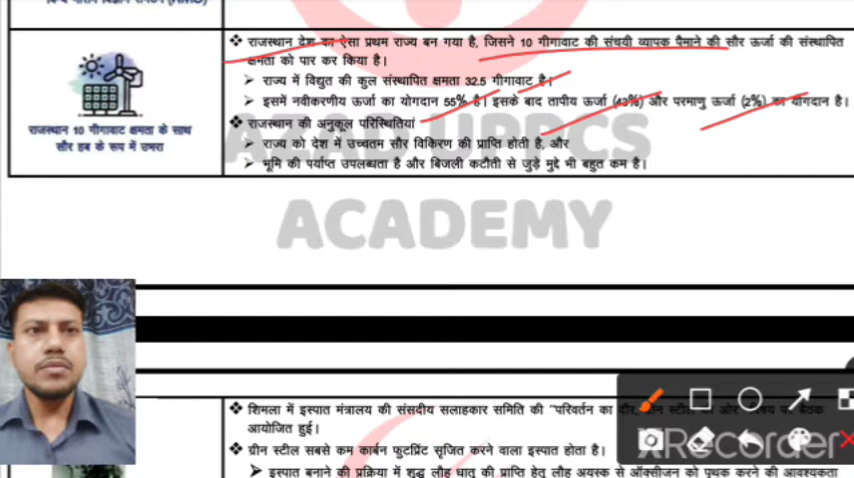 ❖ राजस्थान देश का ऐसा प्रथम राज्य बन गया है, जिसने 10 गीगावाट की संचयी व्यापक पैमाने की सौर ऊर्जा की संस्थापित
क्षमता को पार कर किया है।
➢ राज्य में विद्युत की कुल संस्थापित क्षमता 32.5 गीगावाट है।
➢ इसमें नवीकरणीय ऊर्जा का योगदान 55% है। इसके बाद तापीय ऊर्जा (43%) और परमाणु ऊर्जा (2%) का योगदान है।
❖ राजस्थान की अनुकूल परिस्थितियां
➢ राज्य को देश में उच्चतम सौर विकिरण की प्राप्ति होती है, और
➢ भूमि की पर्याप्त उपलब्धता है और बिजली कटौती से जुड़े मुद्दे भी बहुत कम है।
राजस्थान 10 गीगावाट क्षमता के साथ
सौर हब के रूप में उभरा
ACADEMY
❖ शिमला में इस्पात मंत्रालय की संसदीय सलाहकार समिति की "परिवर्तन का दौर बैठक
आयोजित हुई।
❖ ग्रीन स्टील सबसे कम कार्बन फुटप्रिंट सृजित करने वाला इस्पात होता है।
➢ इस्पात बनाने की प्रक्रिया में शुद्ध लौह धातु की प्राप्ति हेतु लौह अयस्क से ऑक्सीजन को पृथक करने की आवश्यकता
XRecorder